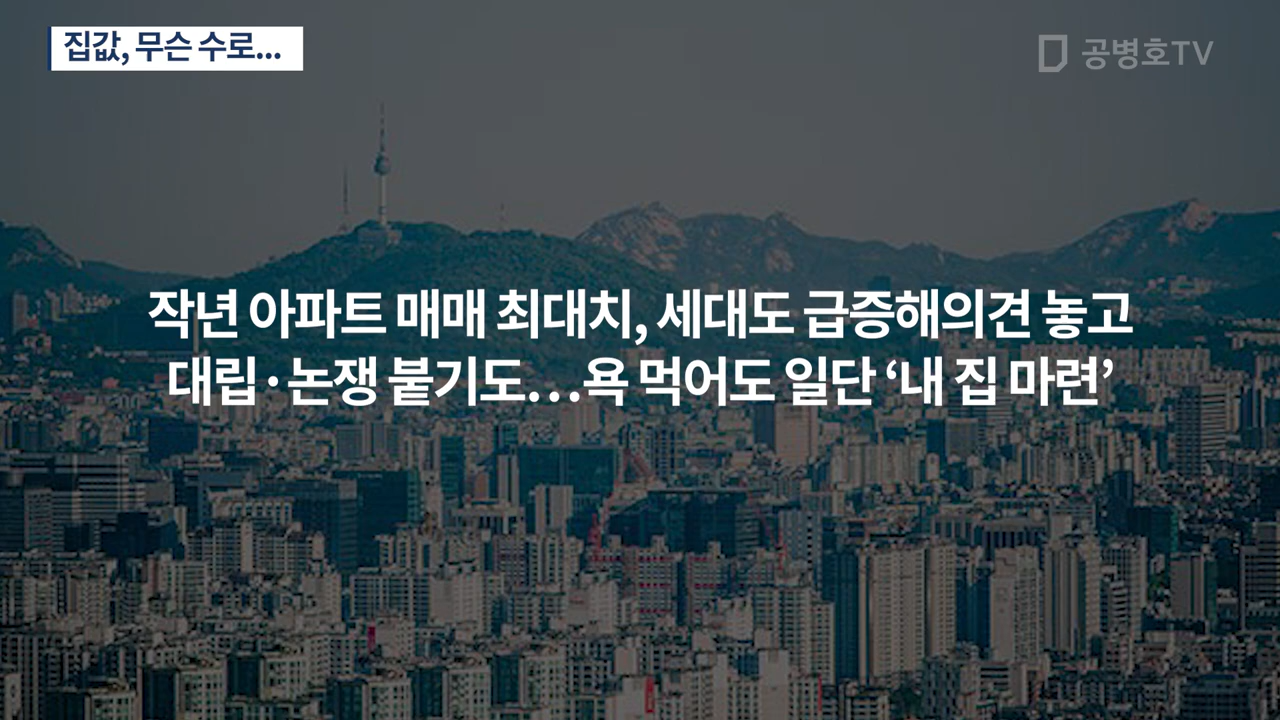 집값, 무슨 수로...
공병호TV
작년 아파트 매매 최대치, 세대도 급증해의견 놓고
대립·논쟁 붙기도…욕 먹어도 일단 ‘내 집 마련’